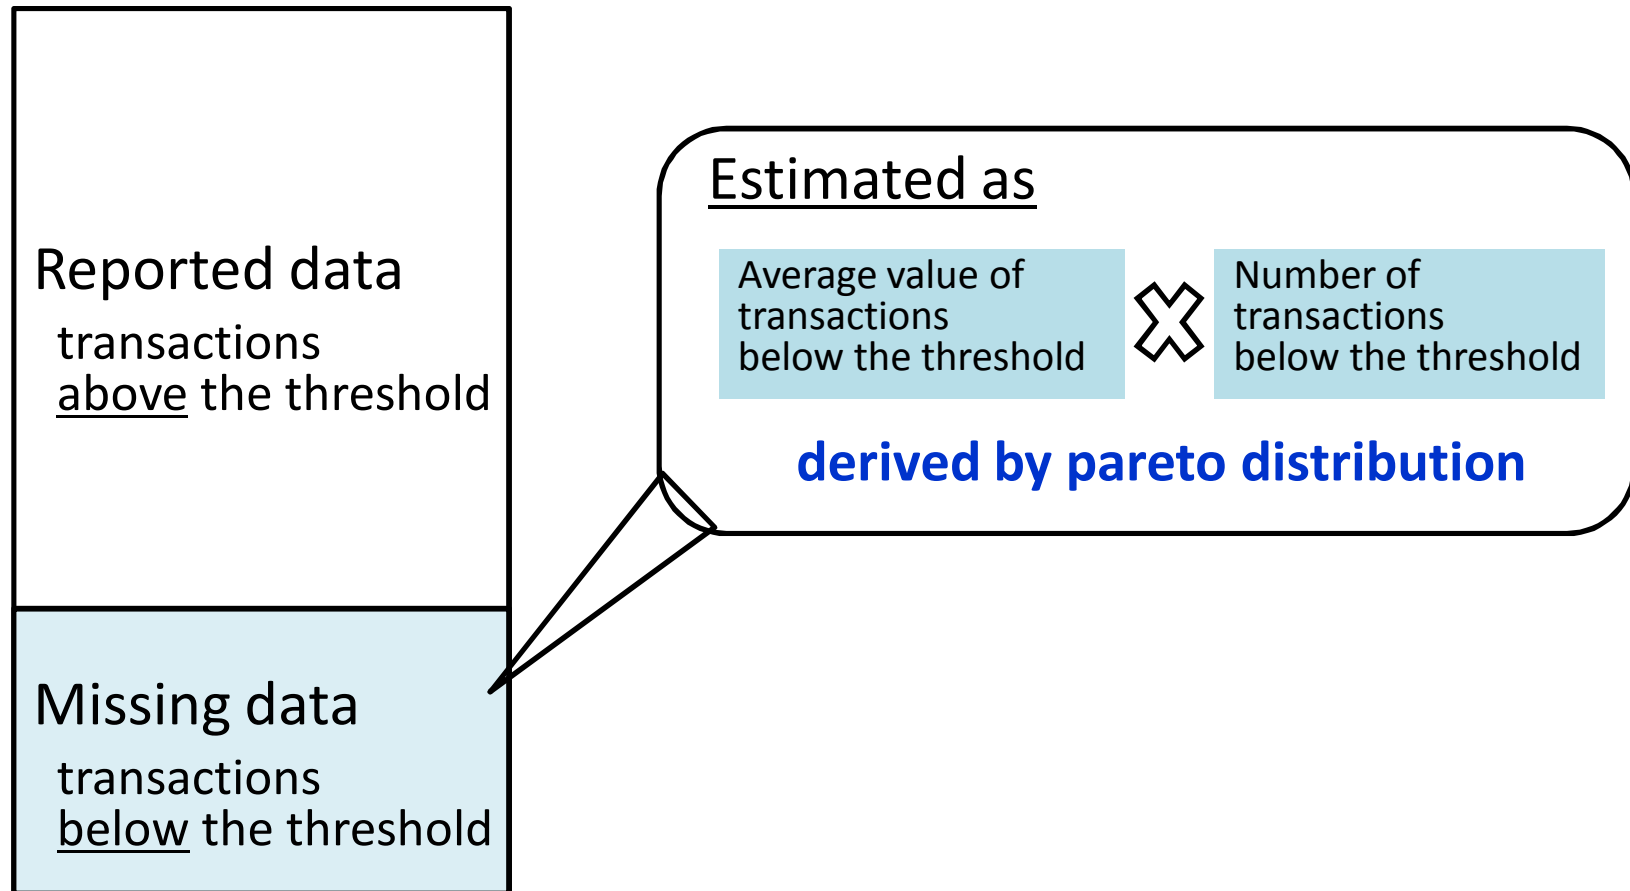 Reported data
transactions
above the threshold
Missing data
transactions
below the threshold
Estimated as
Average value of
transactions
below the threshold
Number of
transactions
below the threshold
derived by pareto distribution